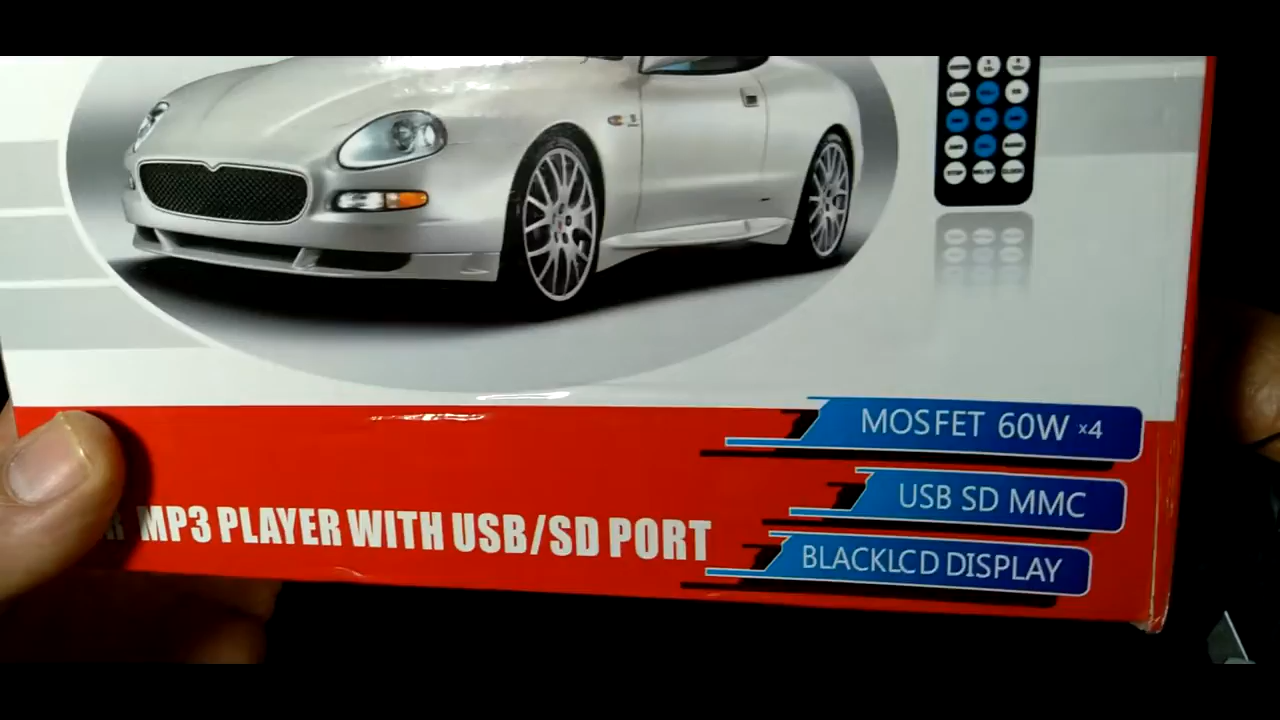 MOSFET 60W x4
USB SD MMC
BLACKLCD DISPLAY
R MP3 PLAYER WITH USB/SD PORT